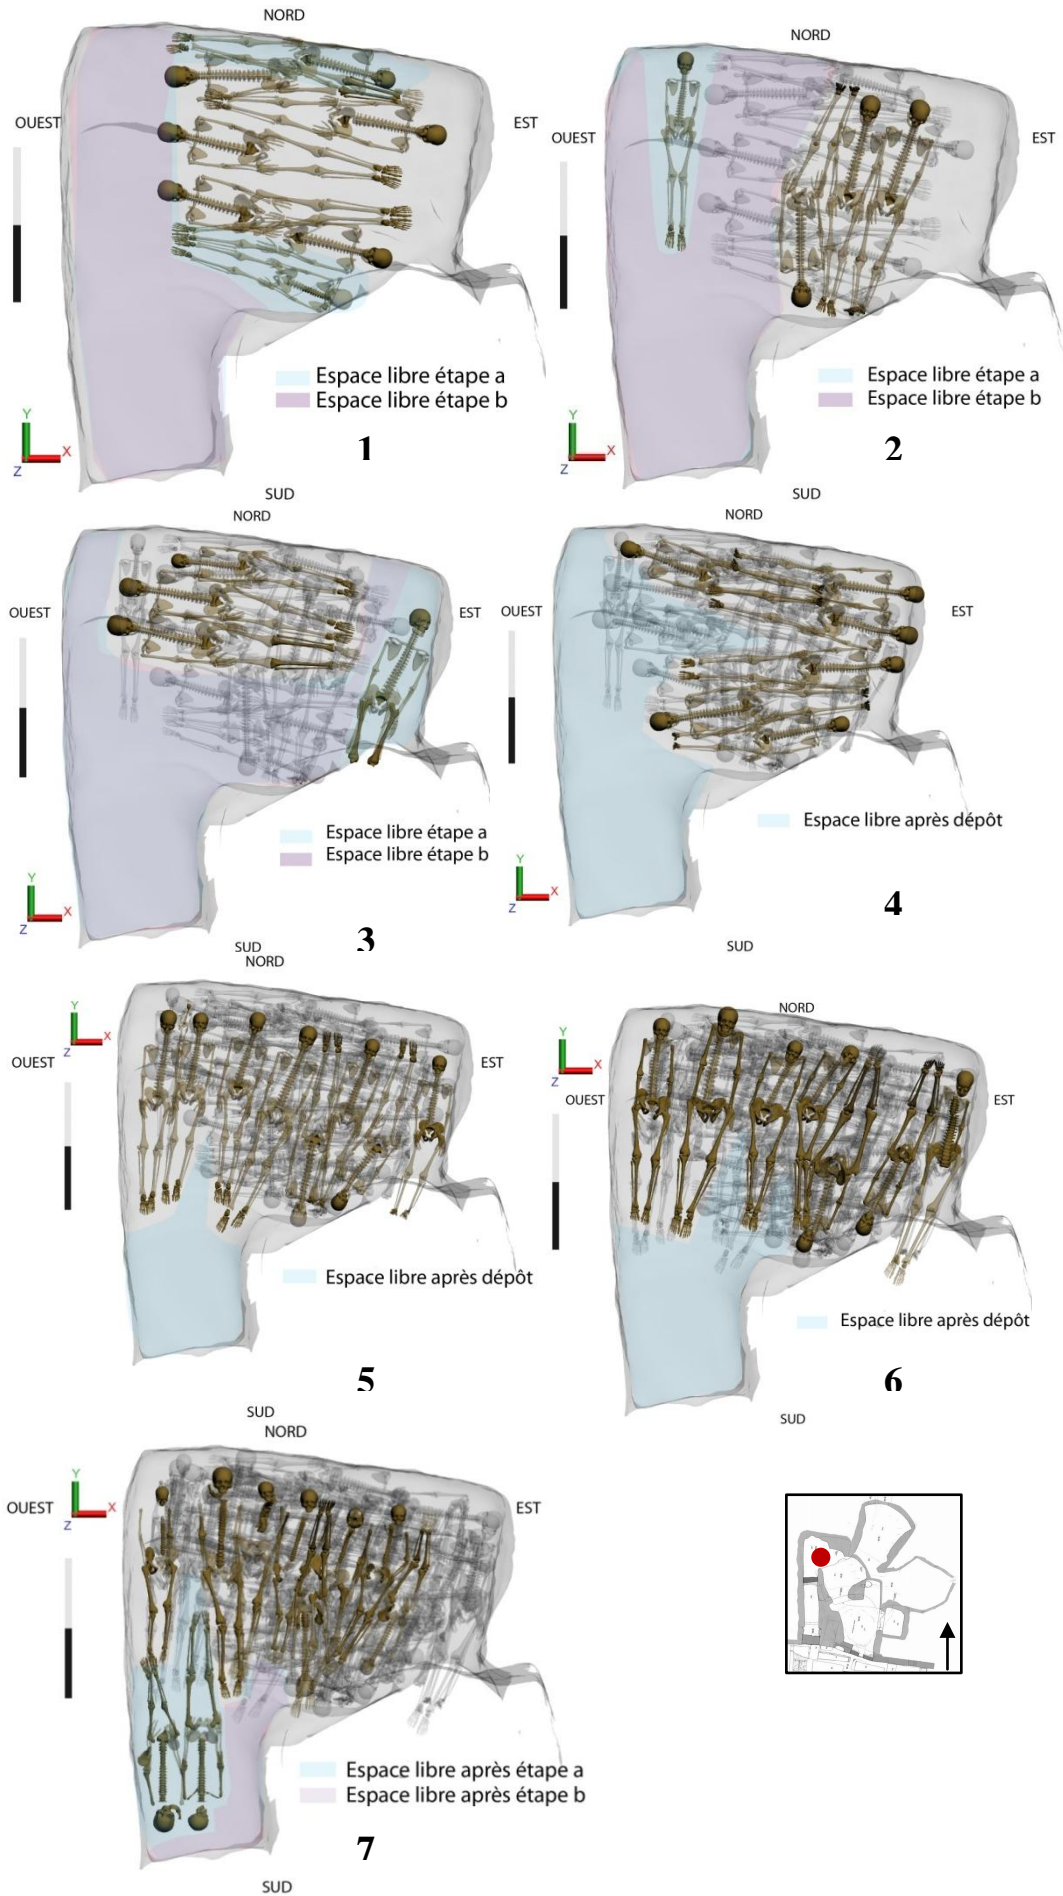 NORD
OUEST
EST
Espace libre étape a
Espace libre étape b
Y
X
Z
1
SUD
NORD
OUEST
EST
Espace libre étape a
Espace libre étape b
Y
X
Z
2
SUD
NORD
OUEST
EST
Espace libre étape a
Espace libre étape b
Y
X
Z
3
SUD
NORD
OUEST
EST
Espace libre après dépôt
Y
X
Z
4
SUD
NORD
Y
X
Z
OUEST
EST
Espace libre après dépôt
5
SUD
NORD
Y
X
Z
OUEST
EST
Espace libre après dépôt
6
SUD
NORD
Y
X
Z
OUEST
EST
Espace libre après étape a
Espace libre après étape b
7
SUD